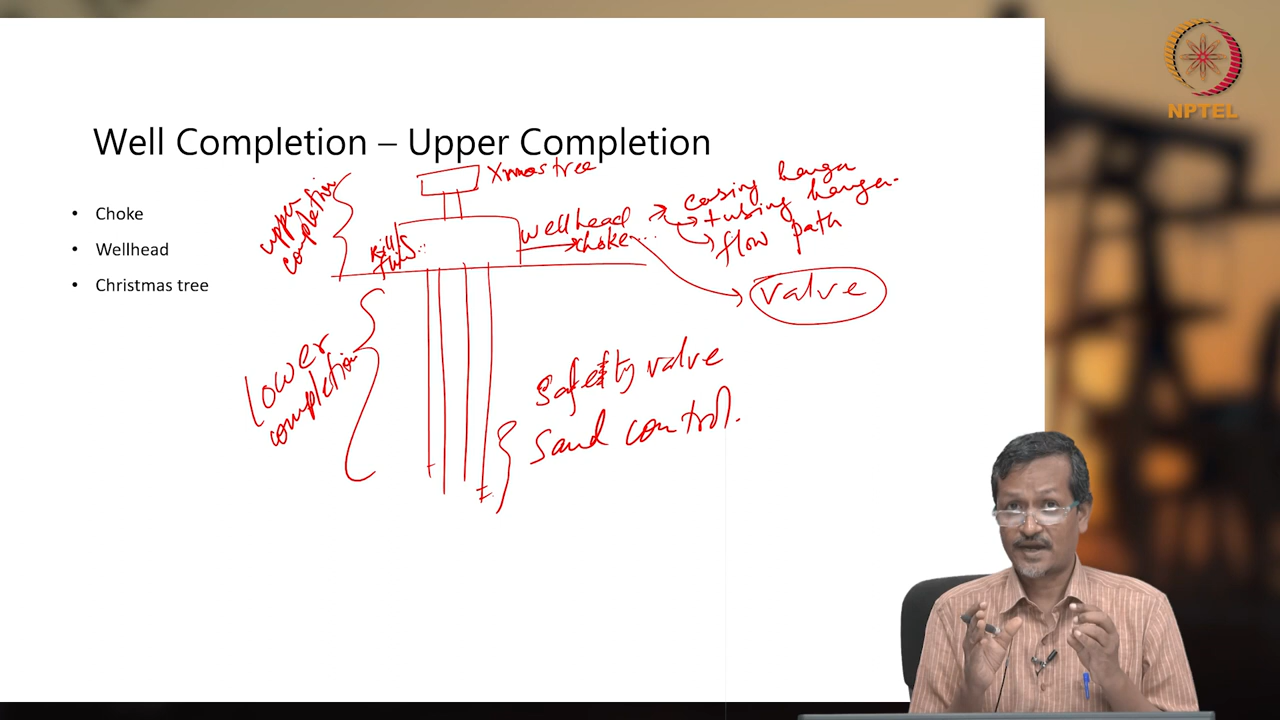 NPTEL
Well Completion – Upper Completion
• Choke
• Wellhead
• Christmas tree
Xmas tree
upper
completion
Kill
wellhead
choke...
casing hanger
tubing hanger
flow path
valve
Lower
completion
Safety valve
Sand control.